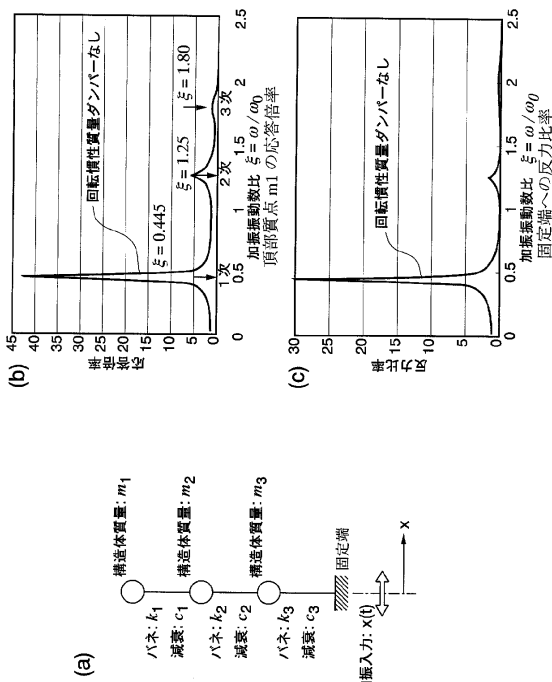 (a)
構造体質量: m1
バネ: k1
減衰: c1
構造体質量: m2
バネ: k2
減衰: c2
構造体質量: m3
バネ: k3
減衰: c3
固定端
振入力: x(t)
x
(b)
応答倍率
45
40
35
30
25
20
15
10
5
0
回転慣性質量ダンパーなし
ξ = 0.445
ξ = 1.25
ξ = 1.80
1次
2次
3次
0
0.5
1
1.5
2
2.5
加振振動数比 ξ = ω/ω0
頂部質点 m1 の応答倍率
(c)
反力比率
30
25
20
15
10
5
0
回転慣性質量ダンパーなし
0
0.5
1
1.5
2
2.5
加振振動数比 ξ = ω/ω0
固定端への反力比率